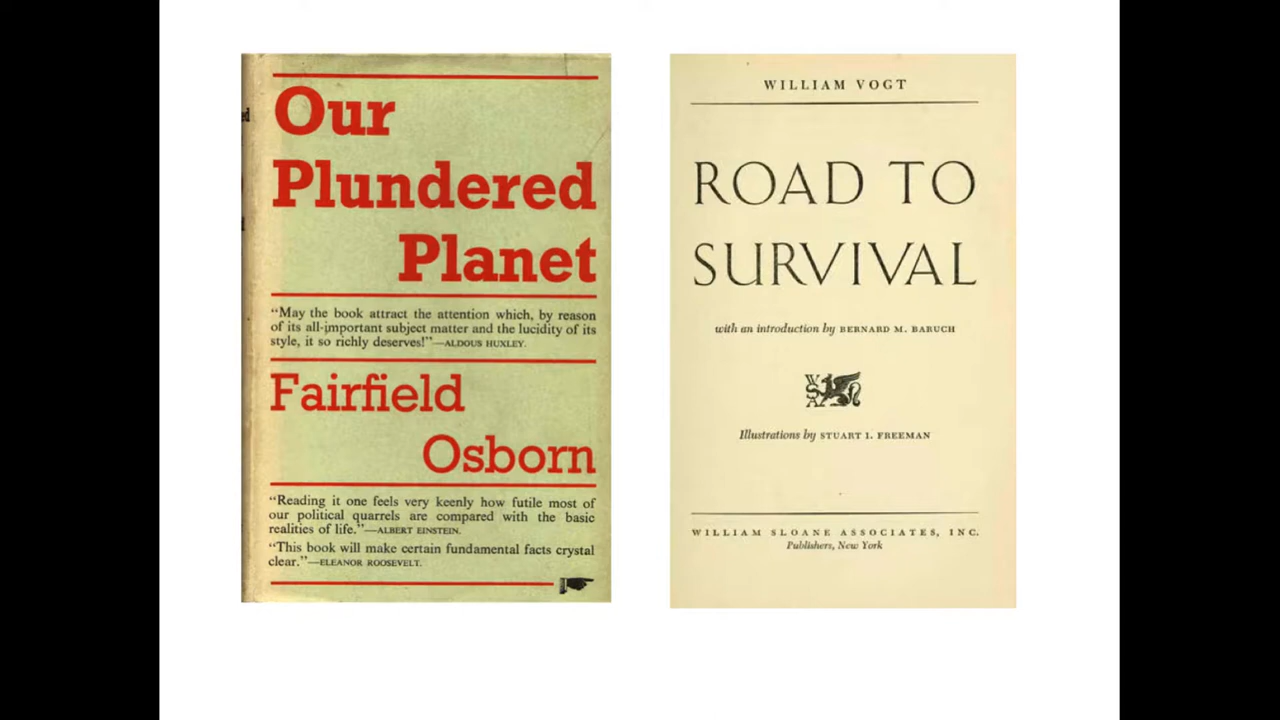 Our
Plundered
Planet
“May the book attract the attention which, by reason
of its all-important subject matter and the lucidity of its
style, it so richly deserves!”—ALDOUS HUXLEY.
Fairfield
Osborn
“Reading it one feels very keenly how futile most of
our political quarrels are compared with the basic
realities of life.”—ALBERT EINSTEIN.
“This book will make certain fundamental facts crystal
clear.”—ELEANOR ROOSEVELT.
WILLIAM VOGT
ROAD TO
SURVIVAL
with an introduction by BERNARD M. BARUCH
WSA
Illustrations by STUART I. FREEMAN
WILLIAM SLOANE ASSOCIATES, INC.
Publishers, New York